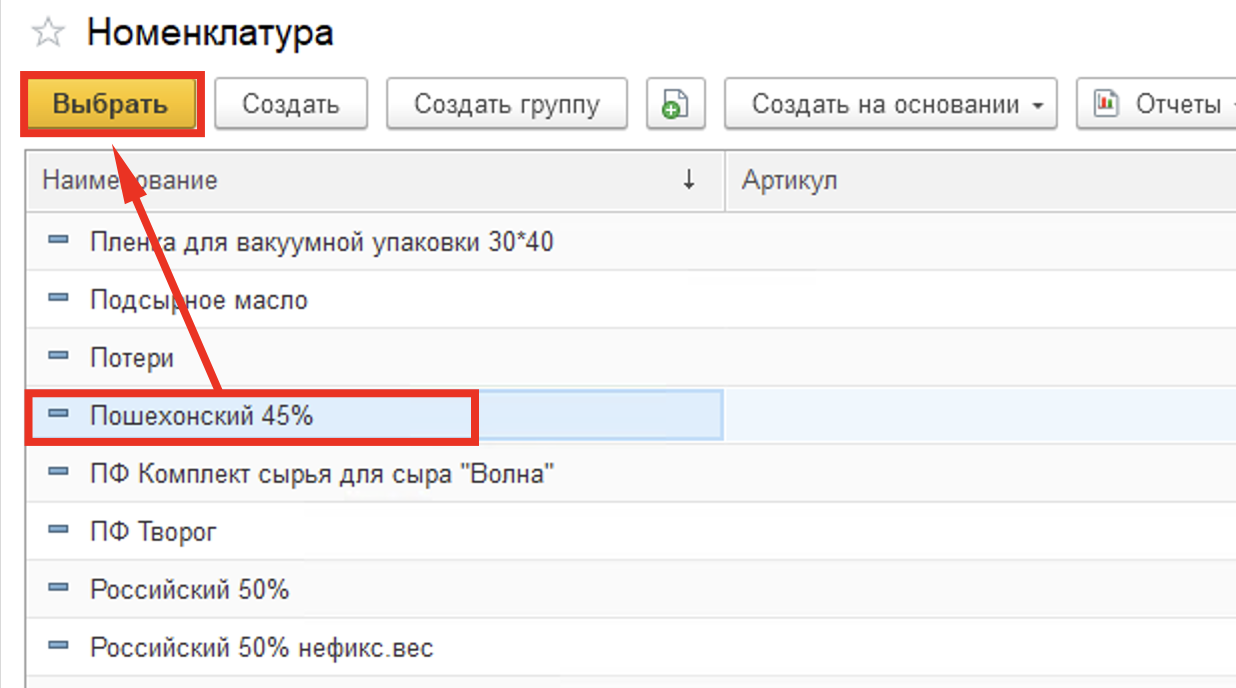 Номенклатура
Выбрать Создать Создать группу Создать на основании Отчеты
Наименование Артикул
Пленка для вакуумной упаковки 30*40
Подсырное масло
Потери
Пошехонский 45%
ПФ Комплект сырья для сыра "Волна"
ПФ Творог
Российский 50%
Российский 50% нефикс.вес